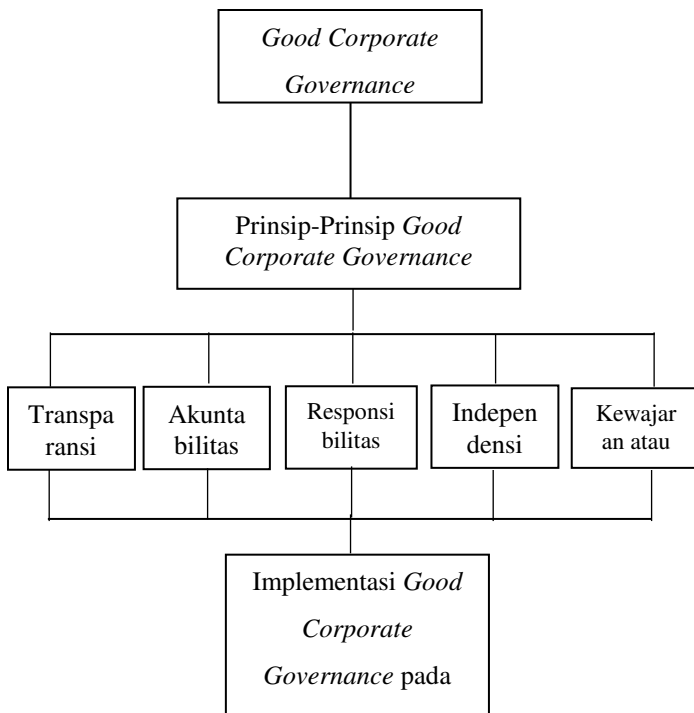 Good Corporate
Governance
Prinsip-Prinsip Good
Corporate Governance
Transpa
ransi
Akunta
bilitas
Responsi
bilitas
Indepen
densi
Kewajar
an atau
Implementasi Good
Corporate
Governance pada